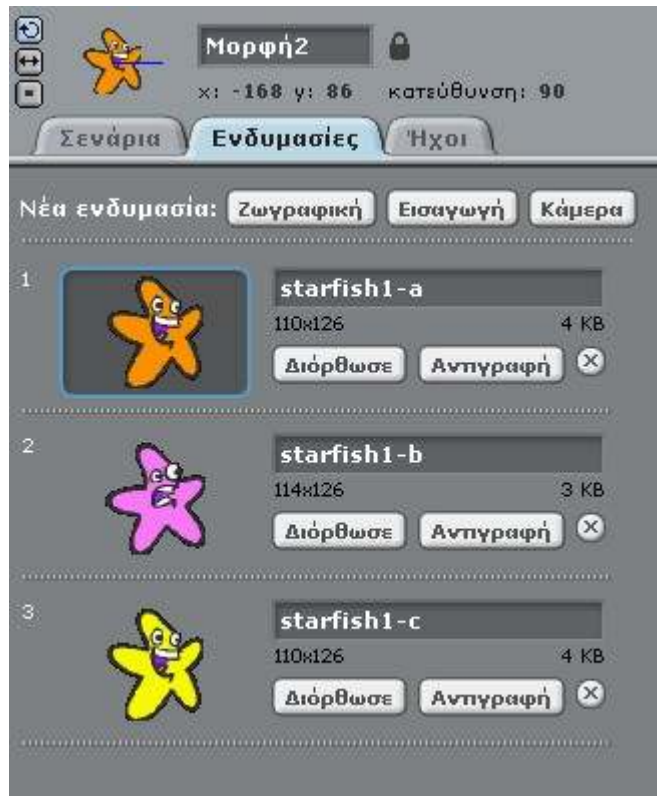 Μορφή2
x: -168 y: 86 κατεύθυνση: 90
Σενάρια Ενδυμασίες Ήχοι
Νέα ενδυμασία: Ζωγραφική Εισαγωγή Κάμερα
1
starfish1-a
110x126 4 KB
Διόρθωσε Αντιγραφή
2
starfish1-b
114x126 3 KB
Διόρθωσε Αντιγραφή
3
starfish1-c
110x126 4 KB
Διόρθωσε Αντιγραφή